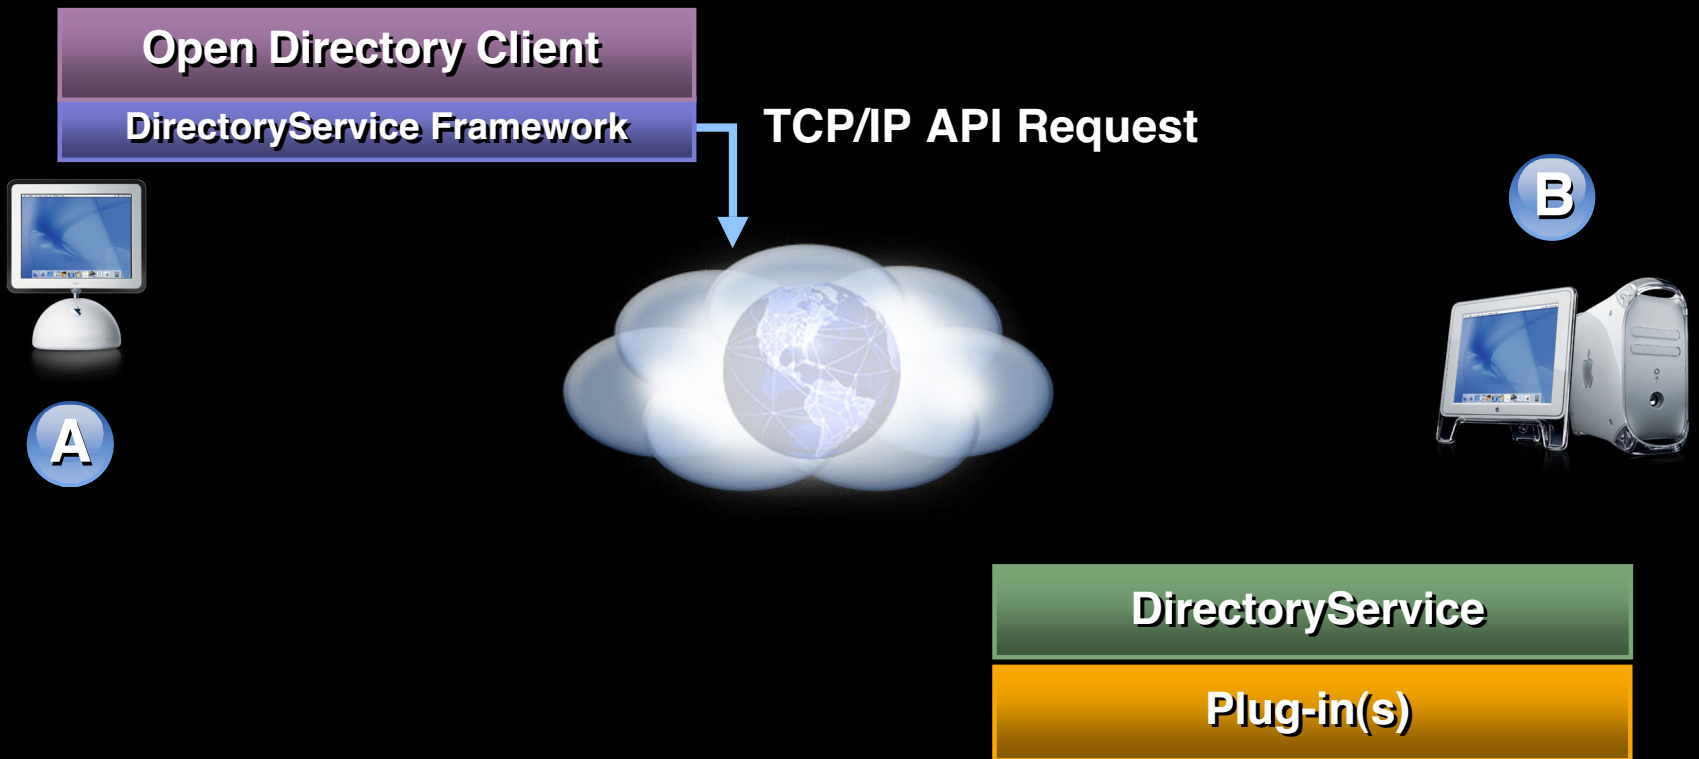 Open Directory Client
DirectoryService Framework
TCP/IP API Request
B
A
DirectoryService
Plug-in(s)